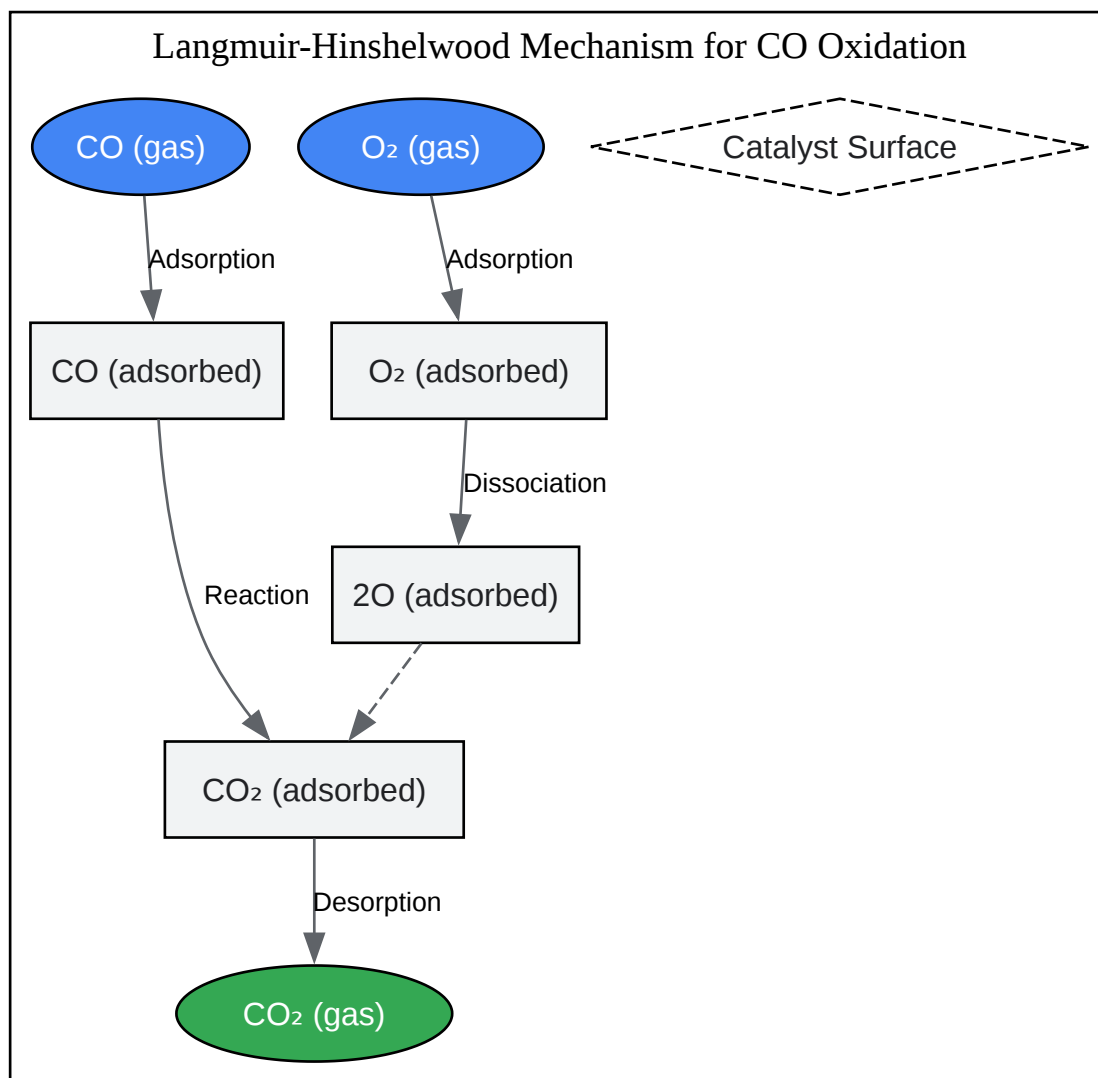 Langmuir-Hinshelwood Mechanism for CO Oxidation
CO (gas)
O₂ (gas)
Catalyst Surface
Adsorption
Adsorption
CO (adsorbed)
O₂ (adsorbed)
Dissociation
Reaction
2O (adsorbed)
CO₂ (adsorbed)
Desorption
CO₂ (gas)